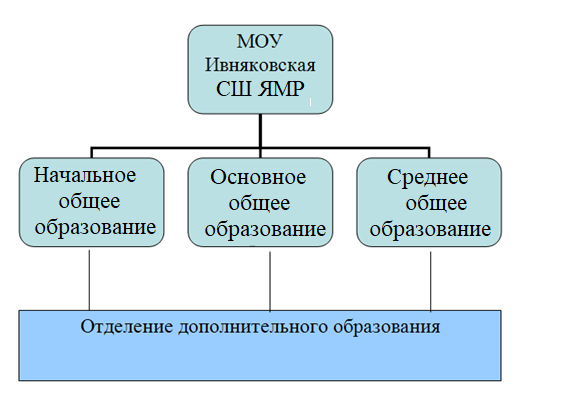 МОУ
Ивняковская
СШ ЯМР
Начальное
общее
образование
Основное
общее
образование
Среднее
общее
образование
Отделение дополнительного образования